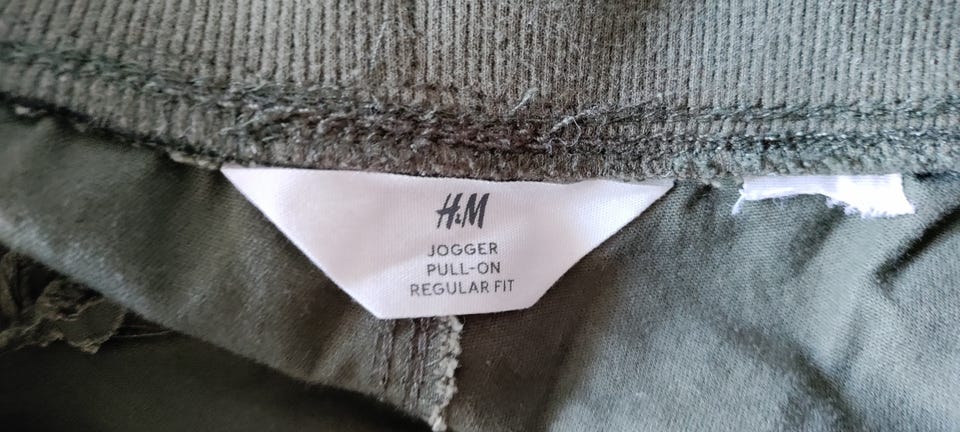 H&M
JOGGER
PULL-ON
REGULAR FIT